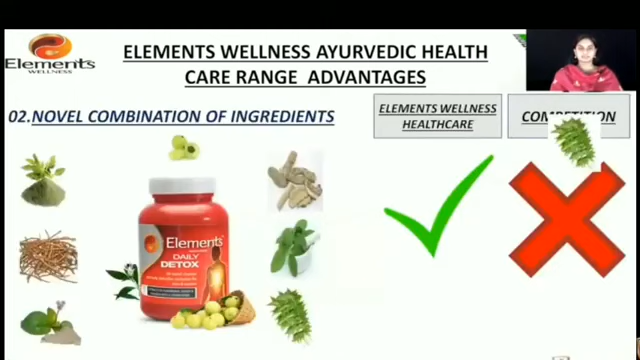 Elements
WELLNESS
ELEMENTS WELLNESS AYURVEDIC HEALTH
CARE RANGE ADVANTAGES
02.NOVEL COMBINATION OF INGREDIENTS
ELEMENTS WELLNESS
HEALTHCARE
COMPETITION
Elements
DAILY
DETOX